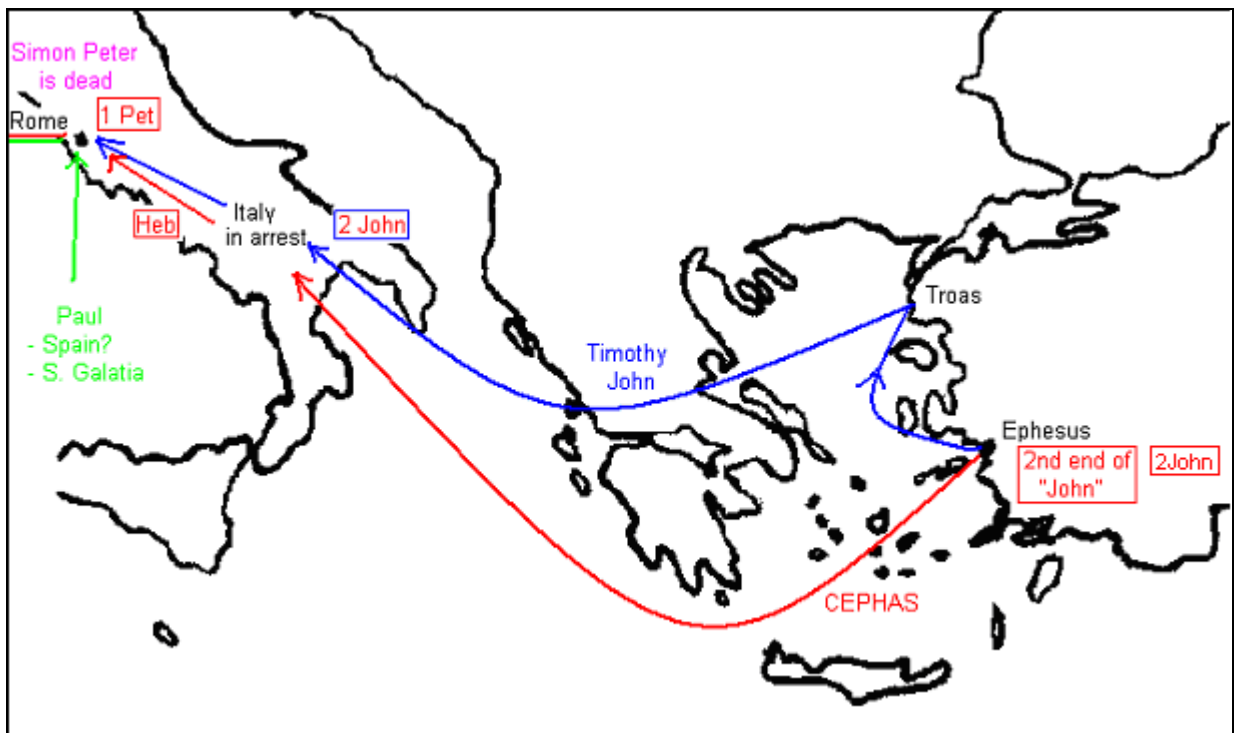 Simon Peter
is dead
Rome
1 Pet
Heb
Italy
in arrest
2 John
Paul
- Spain?
- S. Galatia
Timothy
John
Troas
Ephesus
2nd end of
"John"
2John
CEPHAS